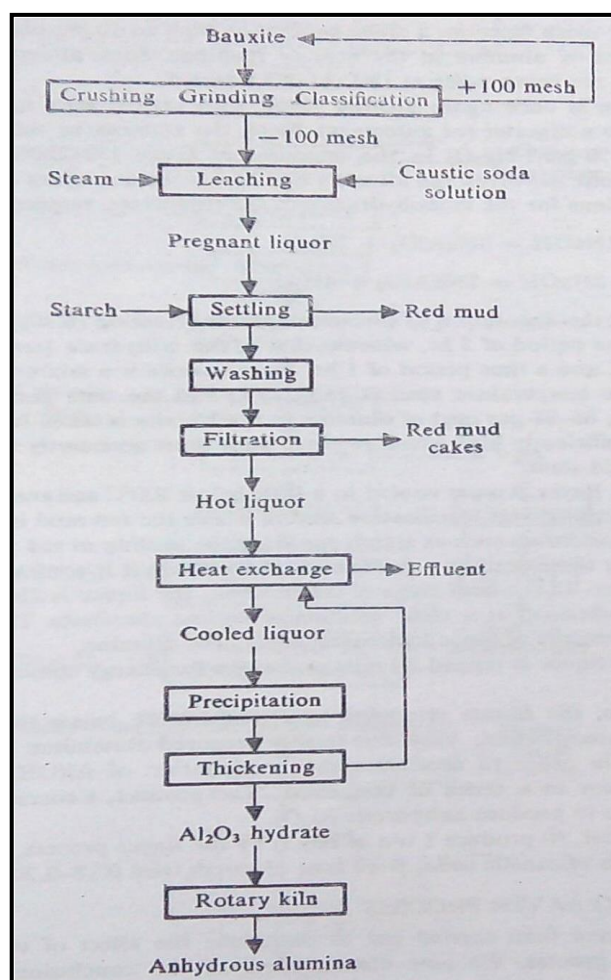 Bauxite
Crushing Grinding Classification +100 mesh
− 100 mesh
Steam Leaching Caustic soda
solution
Pregnant liquor
Starch Settling Red mud
Washing
Filtration Red mud
cakes
Hot liquor
Heat exchange Effluent
Cooled liquor
Precipitation
Thickening
Al₂O₃ hydrate
Rotary kiln
Anhydrous alumina